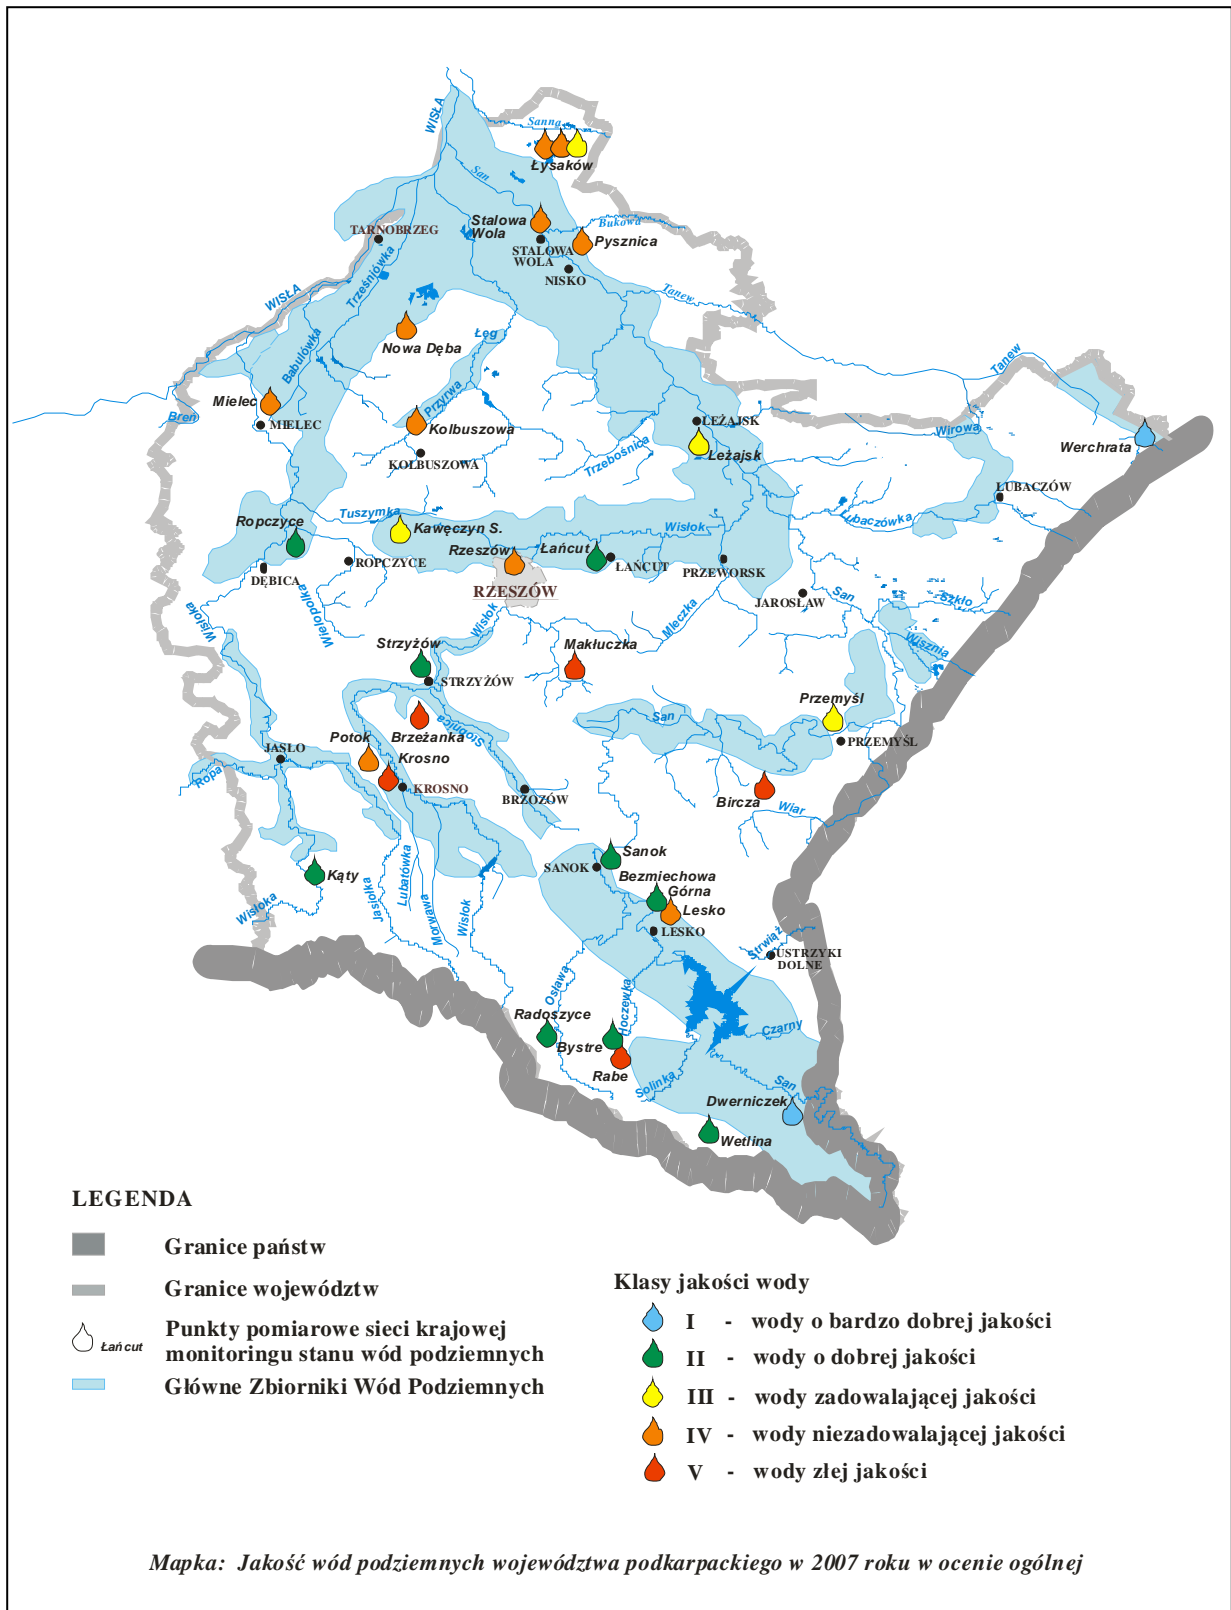 WISŁA
Sanna
Łysaków
San
Stalowa
Wola
Bukowa
Pysznica
TARNOBRZEG
STALOWA
WOLA
NISKO
Trześniówka
WISŁA
Tanew
Łęg
Nowa Dęba
Babulówka
Tanew
Mielec
Przyrwa
Breń
MIELEC
Kolbuszowa
LEŻAJSK
Wirowa
Werchrata
Trzebośnica
Leżajsk
KOLBUSZOWA
LUBACZÓW
Tuszymka
Ropczyce
Kawęczyn S.
Wisłok
Lubaczówka
Rzeszów
Łańcut
DĘBICA
ROPCZYCE
ŁAŃCUT
PRZEWORSK
RZESZÓW
JAROSŁAW
San
Szkło
Wisłoka
Wielopolka
Wisłok
Mleczka
Wisznia
Strzyżów
Makłuczka
STRZYŻÓW
Przemyśl
San
Stobnica
Brzeżanka
Potok
PRZEMYŚL
JASŁO
Krosno
Ropa
KROSNO
BRZOZÓW
Bircza
Wiar
Sanok
SANOK
Kąty
Bezmiechowa
Górna
Lubatówka
Jasiołka
Lesko
Wisłoka
Morwawa
Wisłok
LESKO
Strwiąż
USTRZYKI
DOLNE
Osława
Hoczewka
Radoszyce
Czarny
Bystre
Rabe
Solinka
San
Dwerniczek
Wetlina
LEGENDA
Granice państw
Granice województw
Łańcut
Punkty pomiarowe sieci krajowej
monitoringu stanu wód podziemnych
Główne Zbiorniki Wód Podziemnych
Klasy jakości wody
I - wody o bardzo dobrej jakości
II - wody o dobrej jakości
III - wody zadowalającej jakości
IV - wody niezadowalającej jakości
V - wody złej jakości
Mapka: Jakość wód podziemnych województwa podkarpackiego w 2007 roku w ocenie ogólnej